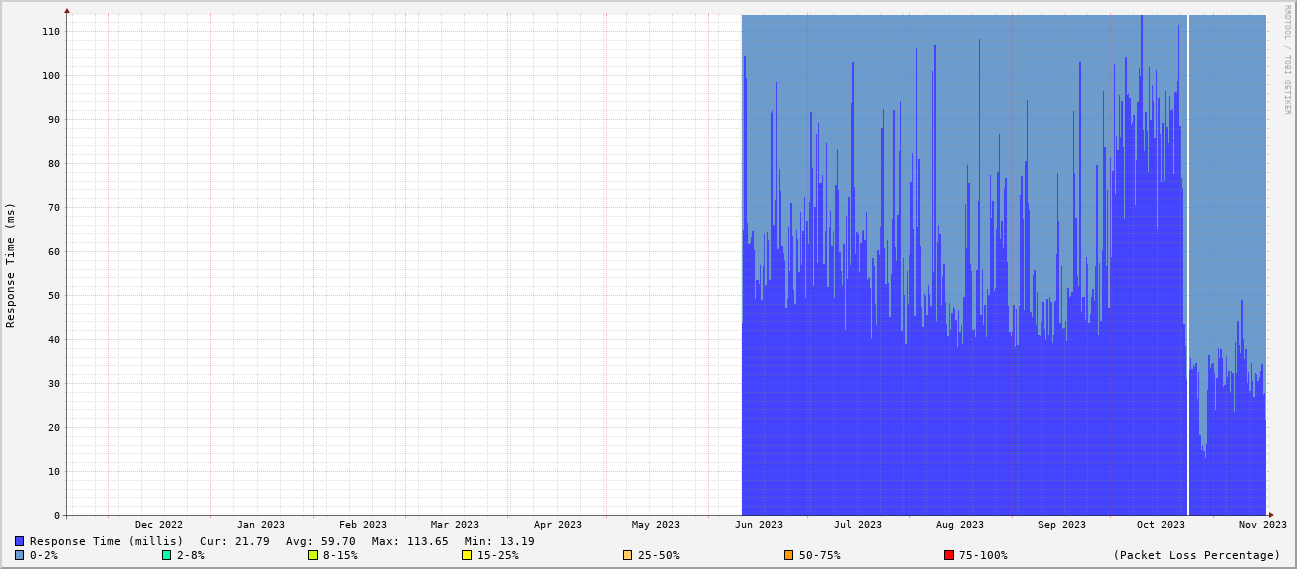 RRDTOOL / TOBI OETIKER
Response Time (ms)
110
100
90
80
70
60
50
40
30
20
10
0
Dec 2022 Jan 2023 Feb 2023 Mar 2023 Apr 2023 May 2023 Jun 2023 Jul 2023 Aug 2023 Sep 2023 Oct 2023 Nov 2023
Response Time (millis) Cur: 21.79 Avg: 59.70 Max: 113.65 Min: 13.19
0-2% 2-8% 8-15% 15-25% 25-50% 50-75% 75-100% (Packet Loss Percentage)